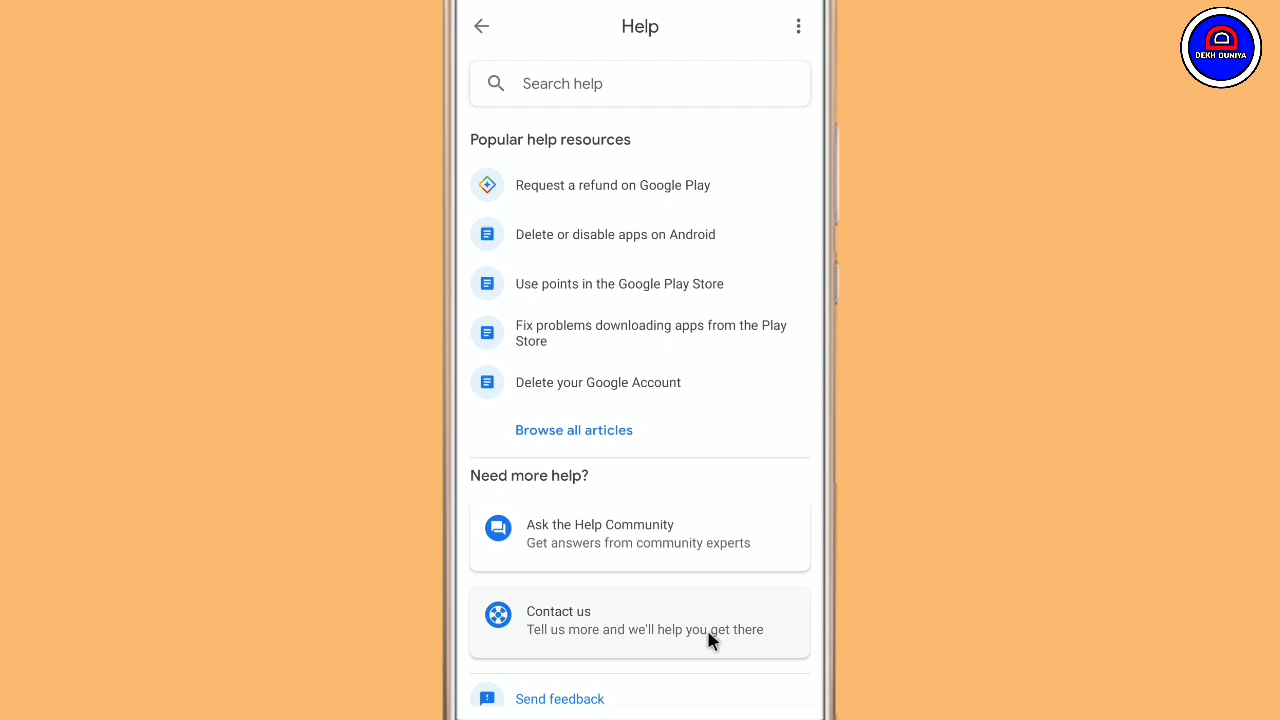 Help
DEKH DUNIYA
Search help
Popular help resources
Request a refund on Google Play
Delete or disable apps on Android
Use points in the Google Play Store
Fix problems downloading apps from the Play
Store
Delete your Google Account
Browse all articles
Need more help?
Ask the Help Community
Get answers from community experts
Contact us
Tell us more and we'll help you get there
Send feedback